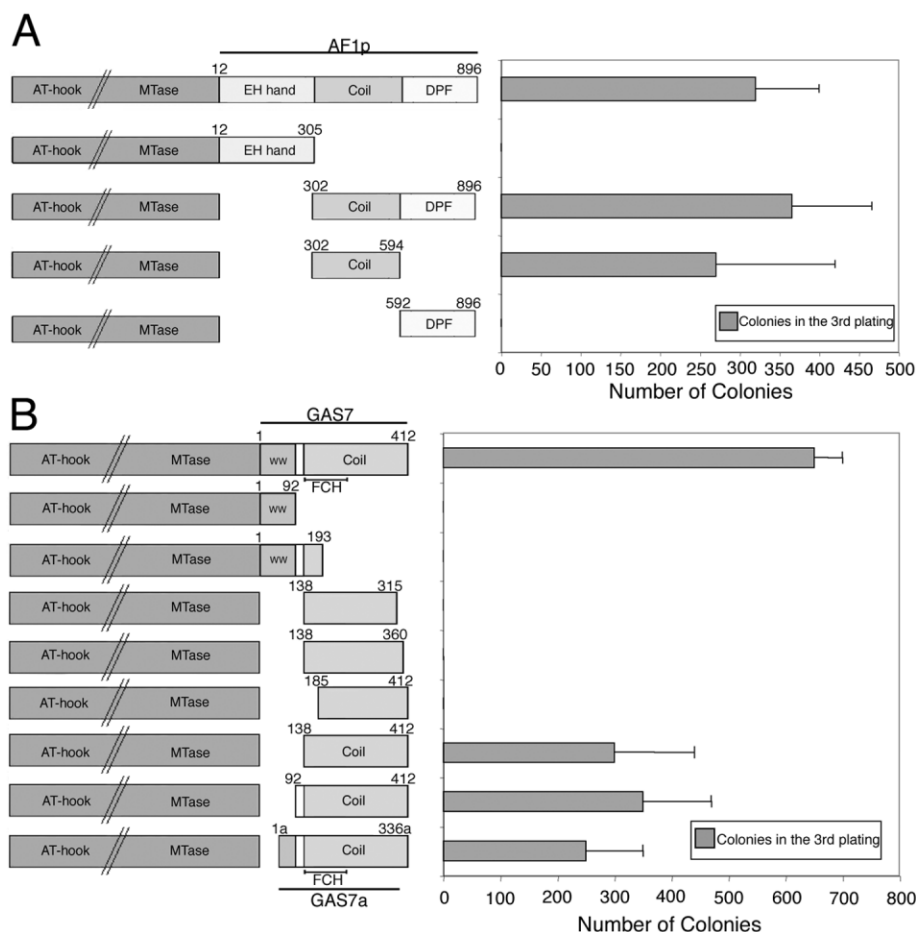 A
AF1p
12 896
AT-hook MTase EH hand Coil DPF
12 305
AT-hook MTase EH hand
302 896
AT-hook MTase Coil DPF
302 594
AT-hook MTase Coil
592 896
AT-hook MTase DPF
Colonies in the 3rd plating
0 50 100 150 200 250 300 350 400 450 500
Number of Colonies
B
GAS7
1 412
AT-hook MTase ww Coil
FCH
1 92
AT-hook MTase ww
1 193
AT-hook MTase ww
138 315
AT-hook MTase
138 360
AT-hook MTase
185 412
AT-hook MTase
138 412
AT-hook MTase Coil
92 412
AT-hook MTase Coil
1a 336a
AT-hook MTase Coil
FCH
GAS7a
Colonies in the 3rd plating
0 100 200 300 400 500 600 700 800
Number of Colonies